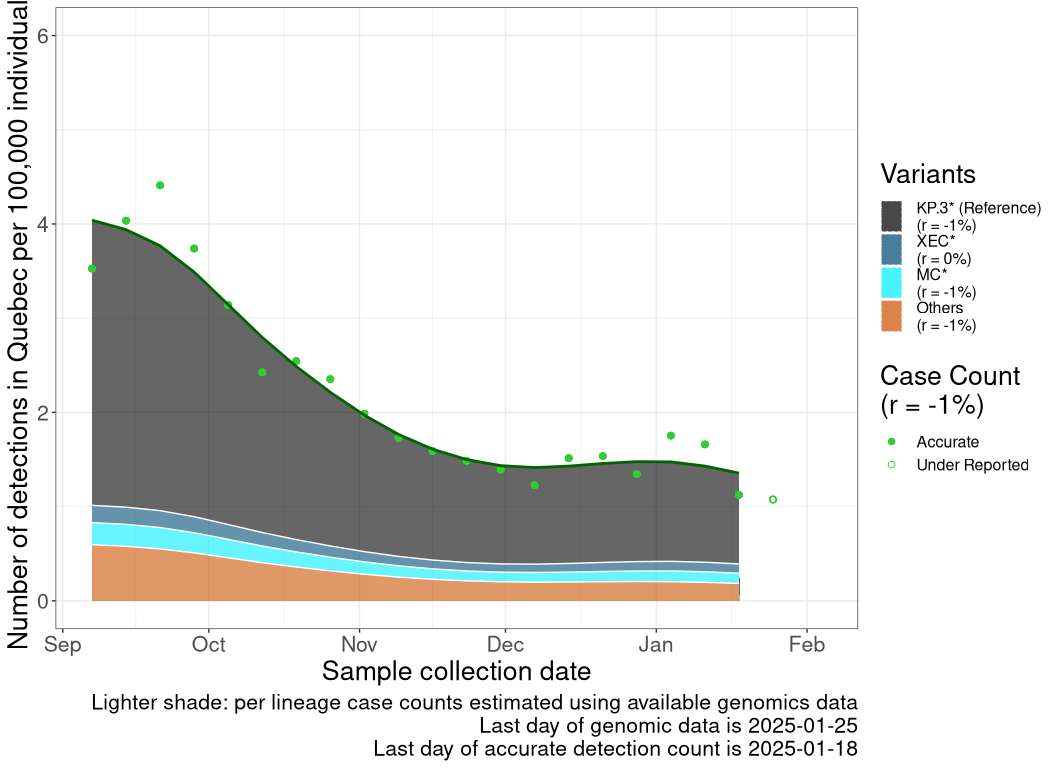 Number of detections in Quebec per 100,000 individual
6
4
2
0
Sep Oct Nov Dec Jan Feb
Sample collection date
Lighter shade: per lineage case counts estimated using available genomics data
Last day of genomic data is 2025-01-25
Last day of accurate detection count is 2025-01-18
Variants
KP.3* (Reference)
(r = -1%)
XEC*
(r = 0%)
MC*
(r = -1%)
Others
(r = -1%)
Case Count
(r = -1%)
Accurate
Under Reported